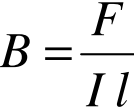 B = F / I l